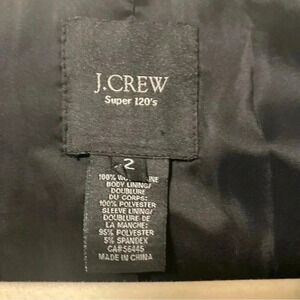 J.CREW
Super 120's
2
100%
BODY LINING/
DOUBLURE
DU CORPS:
100% POLYESTER
SLEEVE LINING/
DOUBLURE DE
LA MANCHE:
95% POLYESTER
5% SPANDEX
CA#56445
MADE IN CHINA